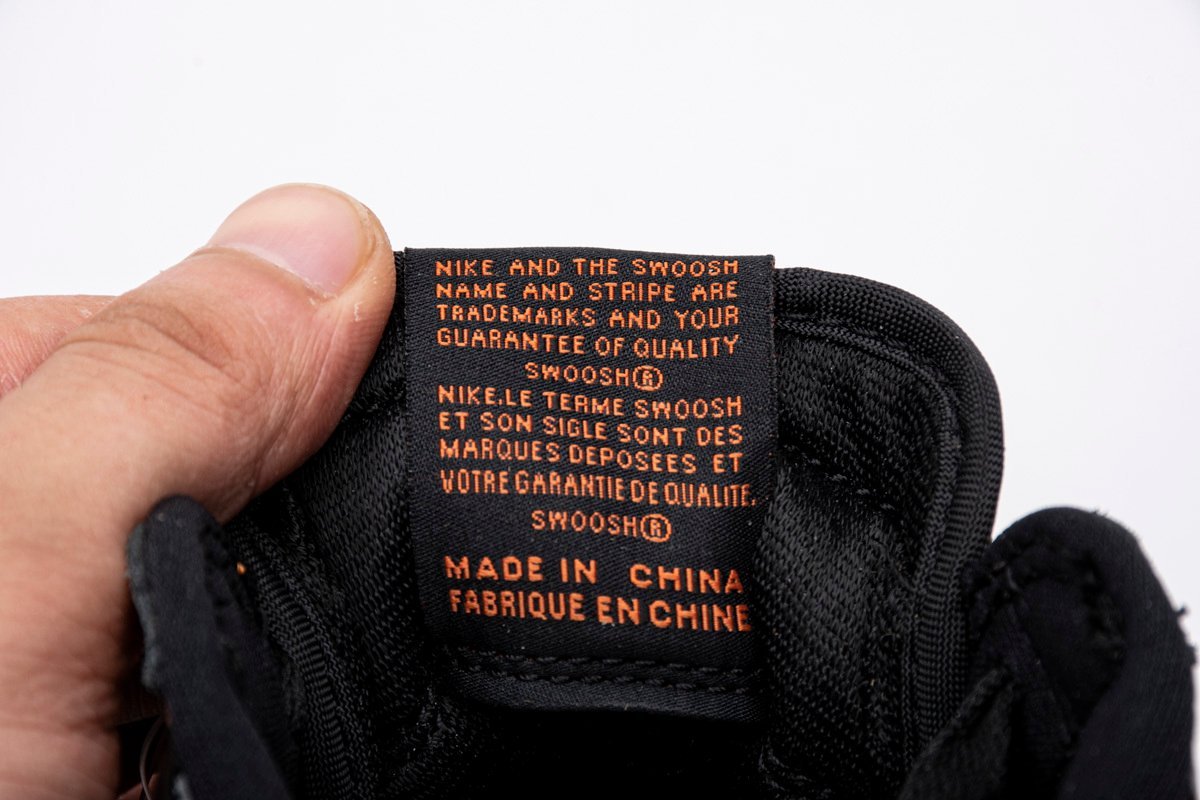 NIKE AND THE SWOOSH
NAME AND STRIPE ARE
TRADEMARKS AND YOUR
GUARANTEE OF QUALITY
SWOOSH®
NIKE,LE TERME SWOOSH
ET SON SIGLE SONT DES
MARQUES DEPOSEES ET
VOTRE GARANTIE DE QUALITE.
SWOOSH®
MADE IN CHINA
FABRIQUE EN CHINE